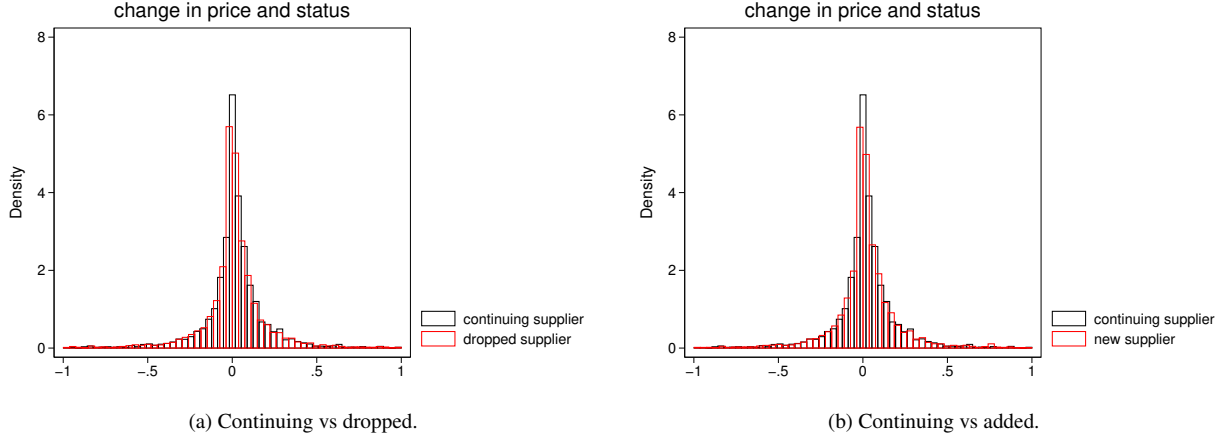 change in price and status
8
6
4
2
0
Density
−1
−.5
0
.5
1
continuing supplier
dropped supplier
(a) Continuing vs dropped.
change in price and status
8
6
4
2
0
Density
−1
−.5
0
.5
1
continuing supplier
new supplier
(b) Continuing vs added.